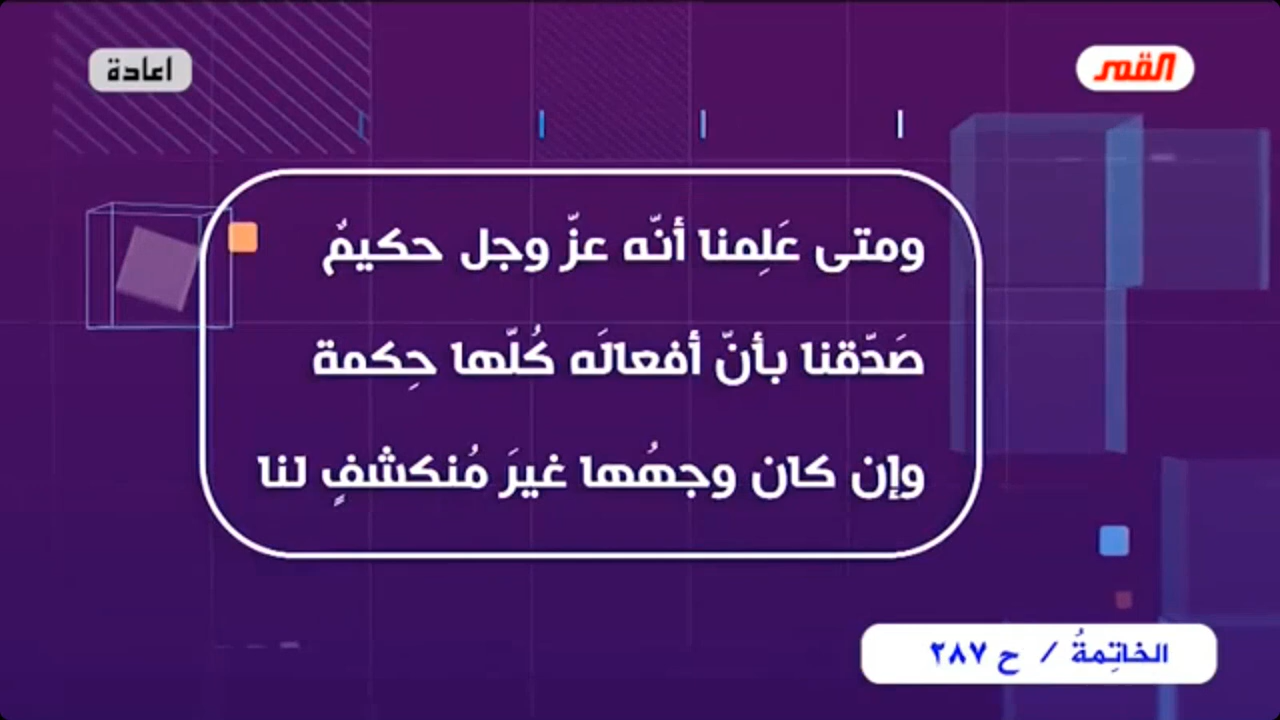 القمر
اعادة
ومتى عَلِمنا أنّه عزّ وجل حكيمٌ
صَدّقنا بأنّ أفعالَه كُلّها حِكمة
وإن كان وجهُها غيرَ مُنكشفٍ لنا
الخاتِمةُ / ح ٣٨٧